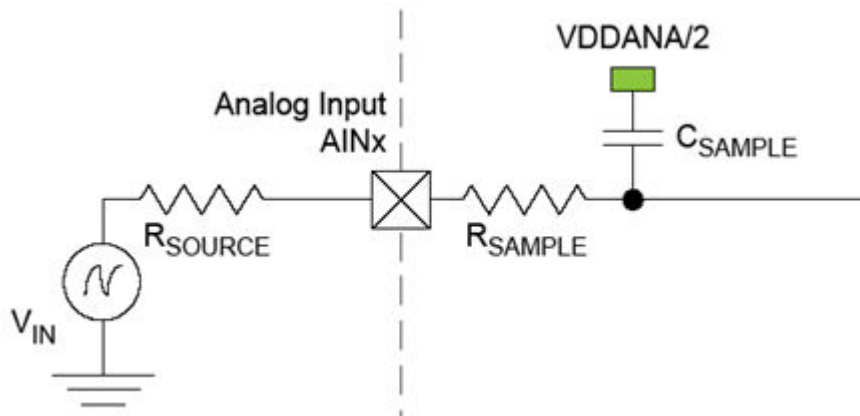 VDDANA/2
Analog Input
AINx
CSAMPLE
RSOURCE
RSAMPLE
VIN